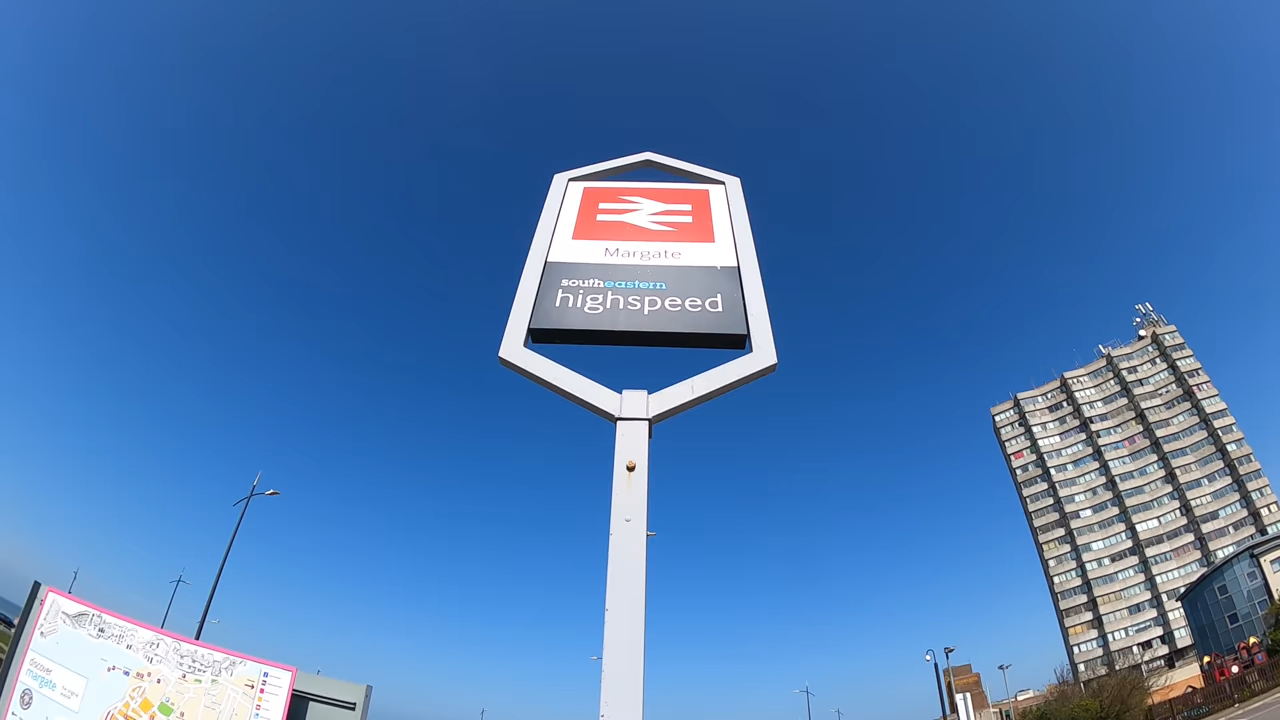 Margate
southeastern
highspeed
discover
margate